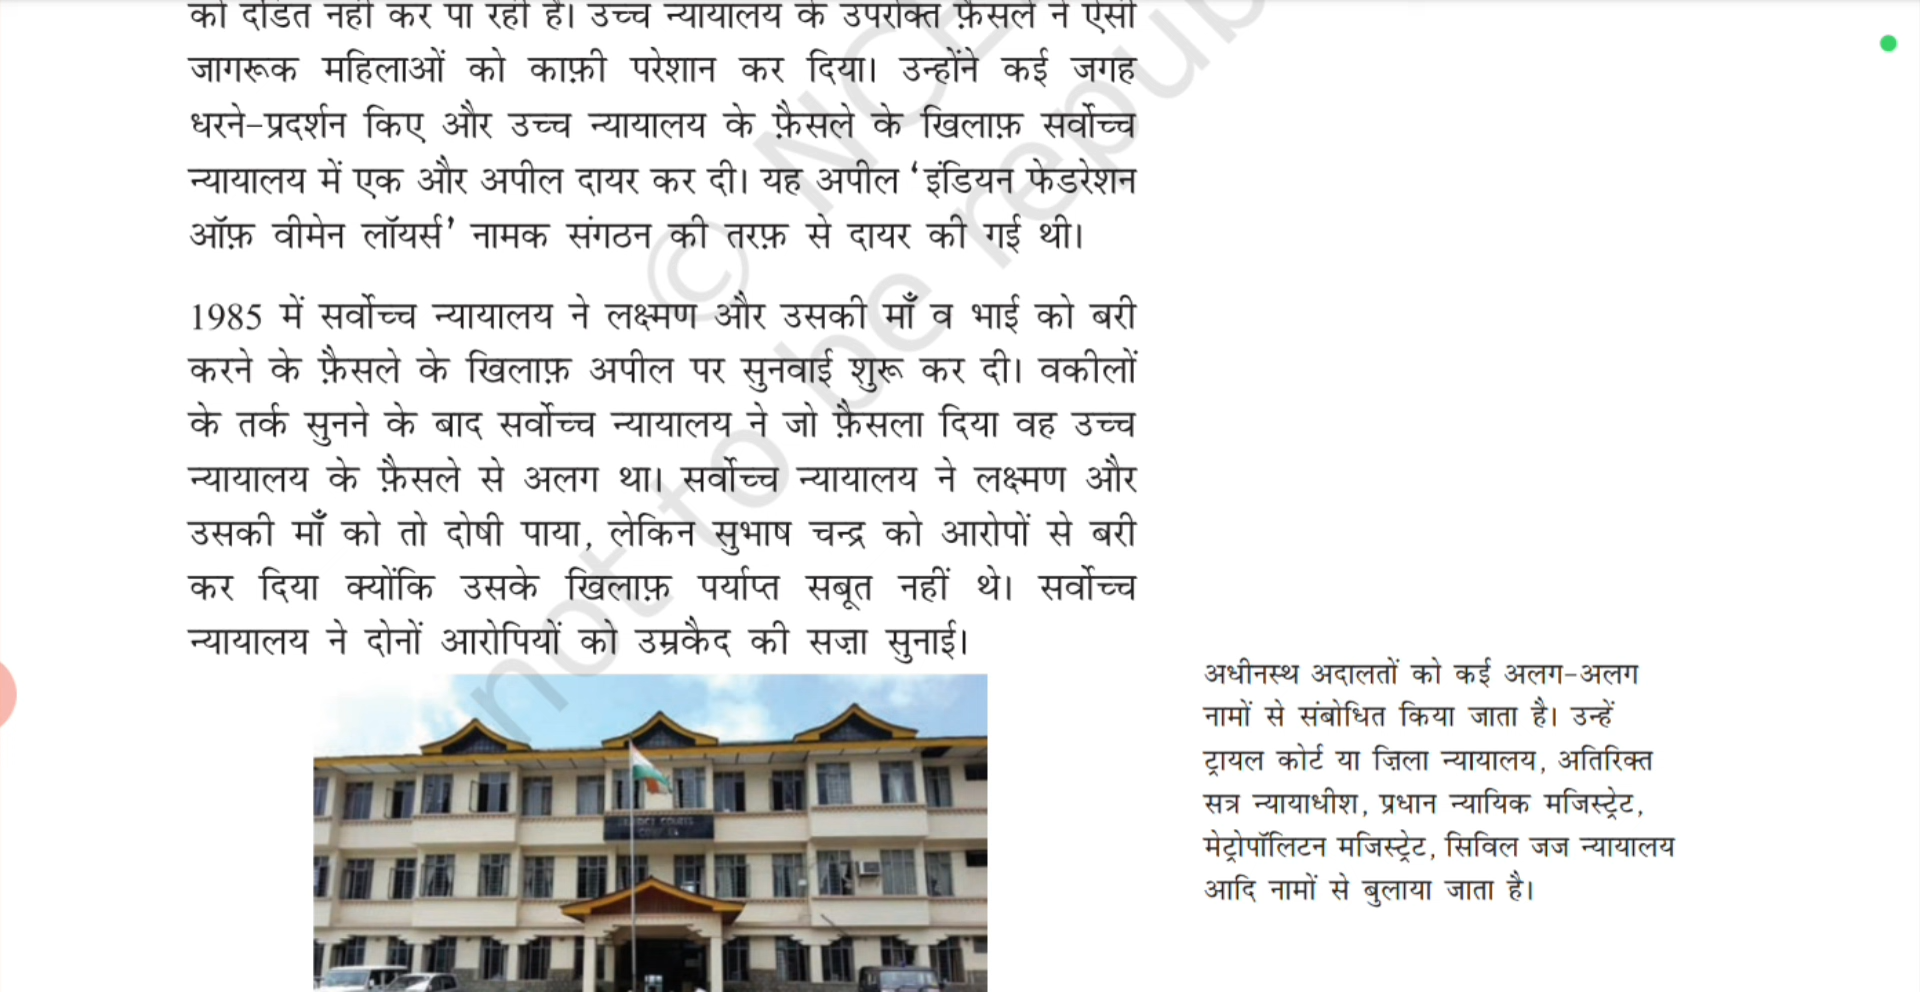 को दंडित नहीं कर पा रही है। उच्च न्यायालय के उपरोक्त फ़ैसले ने ऐसी
जागरूक महिलाओं को काफ़ी परेशान कर दिया। उन्होंने कई जगह
धरने-प्रदर्शन किए और उच्च न्यायालय के फ़ैसले के खिलाफ़ सर्वोच्च
न्यायालय में एक और अपील दायर कर दी। यह अपील ‘इंडियन फेडरेशन
ऑफ़ वीमेन लॉयर्स’ नामक संगठन की तरफ़ से दायर की गई थी।
1985 में सर्वोच्च न्यायालय ने लक्ष्मण और उसकी माँ व भाई को बरी
करने के फ़ैसले के खिलाफ़ अपील पर सुनवाई शुरू कर दी। वकीलों
के तर्क सुनने के बाद सर्वोच्च न्यायालय ने जो फ़ैसला दिया वह उच्च
न्यायालय के फ़ैसले से अलग था। सर्वोच्च न्यायालय ने लक्ष्मण और
उसकी माँ को तो दोषी पाया, लेकिन सुभाष चन्द्र को आरोपों से बरी
कर दिया क्योंकि उसके खिलाफ़ पर्याप्त सबूत नहीं थे। सर्वोच्च
न्यायालय ने दोनों आरोपियों को उम्रकैद की सज़ा सुनाई।
अधीनस्थ अदालतों को कई अलग-अलग
नामों से संबोधित किया जाता है। उन्हें
ट्रायल कोर्ट या ज़िला न्यायालय, अतिरिक्त
सत्र न्यायाधीश, प्रधान न्यायिक मजिस्ट्रेट,
मेट्रोपॉलिटन मजिस्ट्रेट, सिविल जज न्यायालय
आदि नामों से बुलाया जाता है।
© NCE
not to be repub